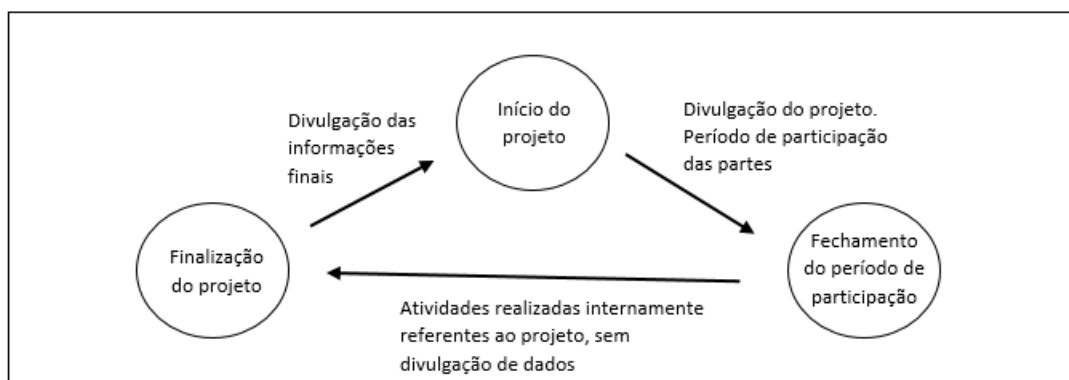 Início do
projeto
Divulgação do projeto.
Período de participação
das partes
Divulgação das
informações
finais
Finalização
do projeto
Fechamento
do período de
participação
Atividades realizadas internamente
referentes ao projeto, sem
divulgação de dados